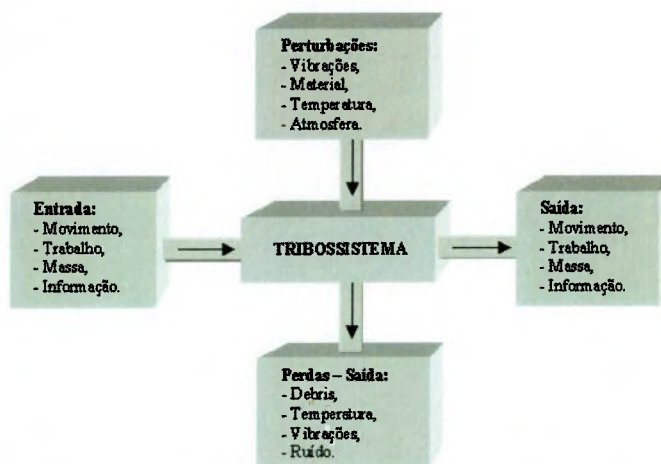 Perturbações:
- Vibrações,
- Material,
- Temperatura,
- Atmosfera.
Entrada:
- Movimento,
- Trabalho,
- Massa,
- Informação.
TRIBOSSISTEMA
Saída:
- Movimento,
- Trabalho,
- Massa,
- Informação.
Perdas – Saída:
- Debris,
- Temperatura,
- Vibrações,
- Ruído.